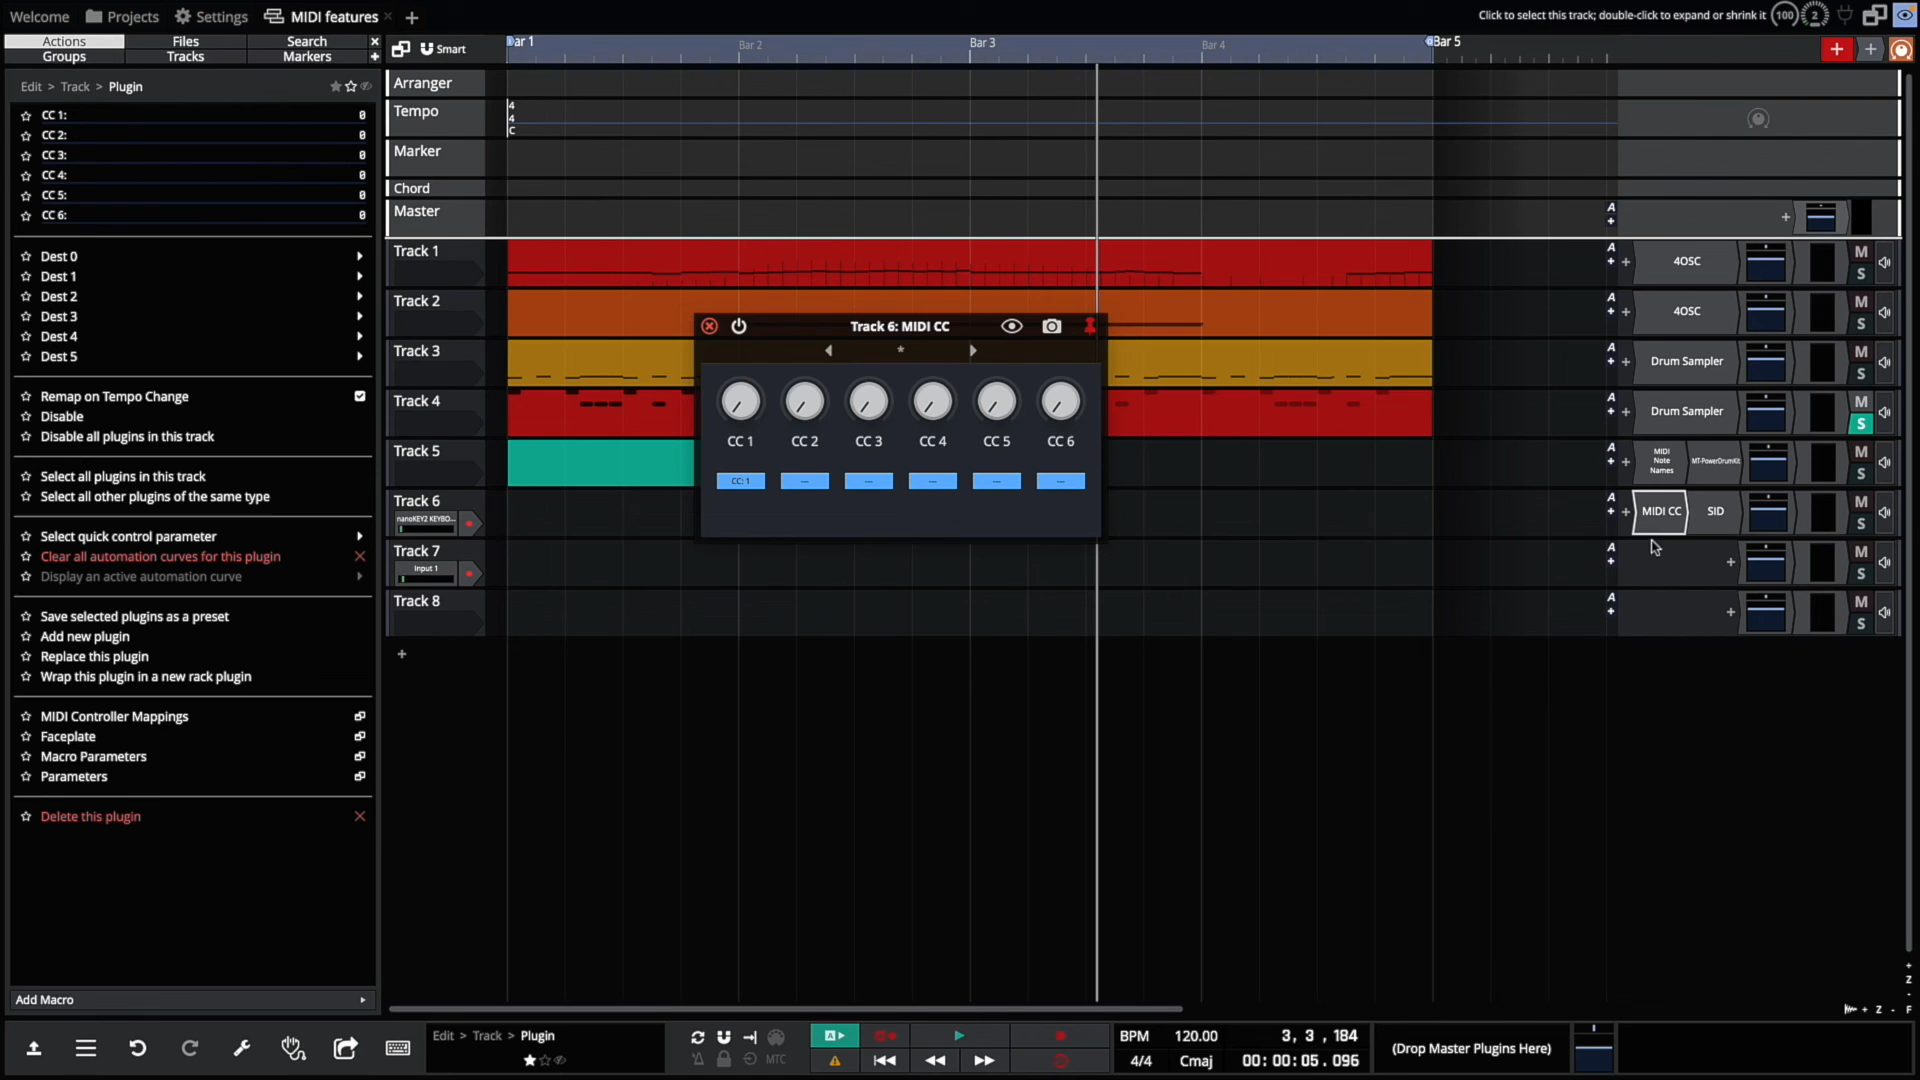 Welcome
Projects
Settings
MIDI features
Click to select this track; double-click to expand or shrink it
100
2
Actions
Files
Search
Groups
Tracks
Markers
Smart
Bar 1
Bar 2
Bar 3
Bar 4
Bar 5
Edit > Track > Plugin
CC 1: 0
CC 2: 0
CC 3: 0
CC 4: 0
CC 5: 0
CC 6: 0
Dest 0
Dest 1
Dest 2
Dest 3
Dest 4
Dest 5
Remap on Tempo Change
Disable
Disable all plugins in this track
Select all plugins in this track
Select all other plugins of the same type
Select quick control parameter
Clear all automation curves for this plugin
Display an active automation curve
Save selected plugins as a preset
Add new plugin
Replace this plugin
Wrap this plugin in a new rack plugin
MIDI Controller Mappings
Faceplate
Macro Parameters
Parameters
Delete this plugin
Add Macro
Arranger
Tempo
4
4
C
Marker
Chord
Master
A
Track 1
A
4OSC
M
S
Track 2
A
4OSC
M
S
Track 3
A
Drum Sampler
M
S
Track 4
A
Drum Sampler
M
S
Track 5
A
MIDI
Note
Names
MT-PowerDrumKit
M
S
Track 6
nanoKEY2 KEYBO...
A
MIDI CC
SID
M
S
Track 7
Input 1
A
M
S
Track 8
A
M
S
Track 6: MIDI CC
*
CC 1
CC 2
CC 3
CC 4
CC 5
CC 6
CC: 1
---
---
---
---
---
Z
Z
F
Edit > Track > Plugin
MTC
A
BPM 120.00
3, 3 , 184
4/4 Cmaj
00: 00: 05. 096
(Drop Master Plugins Here)